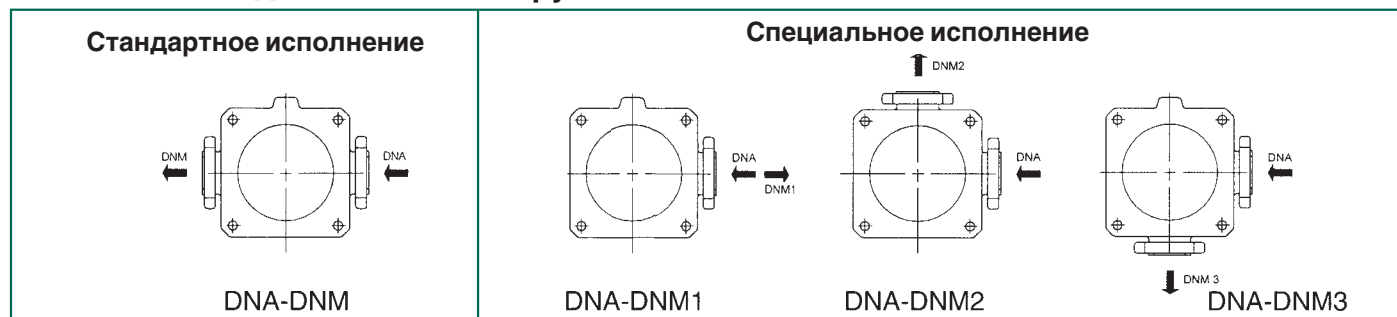 Стандартное исполнение
DNM
DNA
DNA-DNM
Специальное исполнение
DNA
DNM1
DNA-DNM1
DNM2
DNA
DNA-DNM2
DNA
DNM 3
DNA-DNM3